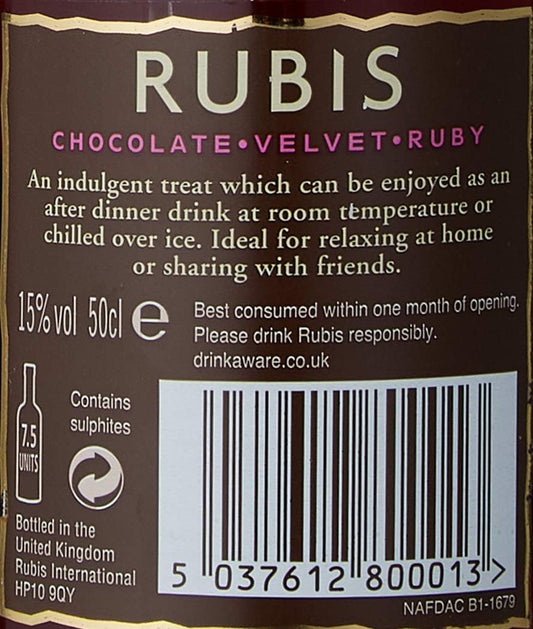 RUBIS
CHOCOLATE•VELVET•RUBY
An indulgent treat which can be enjoyed as an
after dinner drink at room temperature or
chilled over ice. Ideal for relaxing at home
or sharing with friends.
15%vol 50cl e
Best consumed within one month of opening.
Please drink Rubis responsibly.
drinkaware.co.uk
7.5
UNITS
Contains
sulphites
Bottled in the
United Kingdom
Rubis International
HP10 9QY
5 037612 800013 >
NAFDAC B1-1679